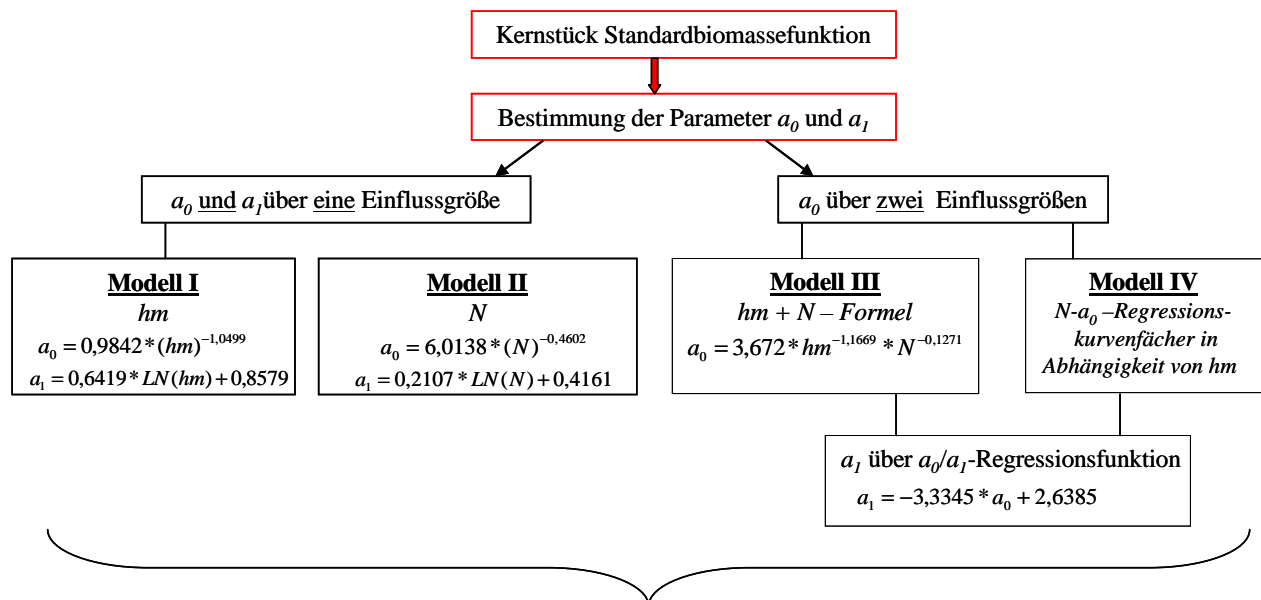 Kernstück Standardbiomassefunktion
Bestimmung der Parameter a₀ und a₁
a₀ und a₁über eine Einflussgröße
a₀ über zwei Einflussgrößen
Modell I
hm
a₀ = 0,9842 * (hm)^-1,0499
a₁ = 0,6419 * LN(hm) + 0,8579
Modell II
N
a₀ = 6,0138 * (N)^-0,4602
a₁ = 0,2107 * LN(N) + 0,4161
Modell III
hm + N – Formel
a₀ = 3,672 * hm^-1,1669 * N^-0,1271
Modell IV
N-a₀ –Regressions-
kurvenfächer in
Abhängigkeit von hm
a₁ über a₀/a₁-Regressionsfunktion
a₁ = −3,3345 * a₀ + 2,6385